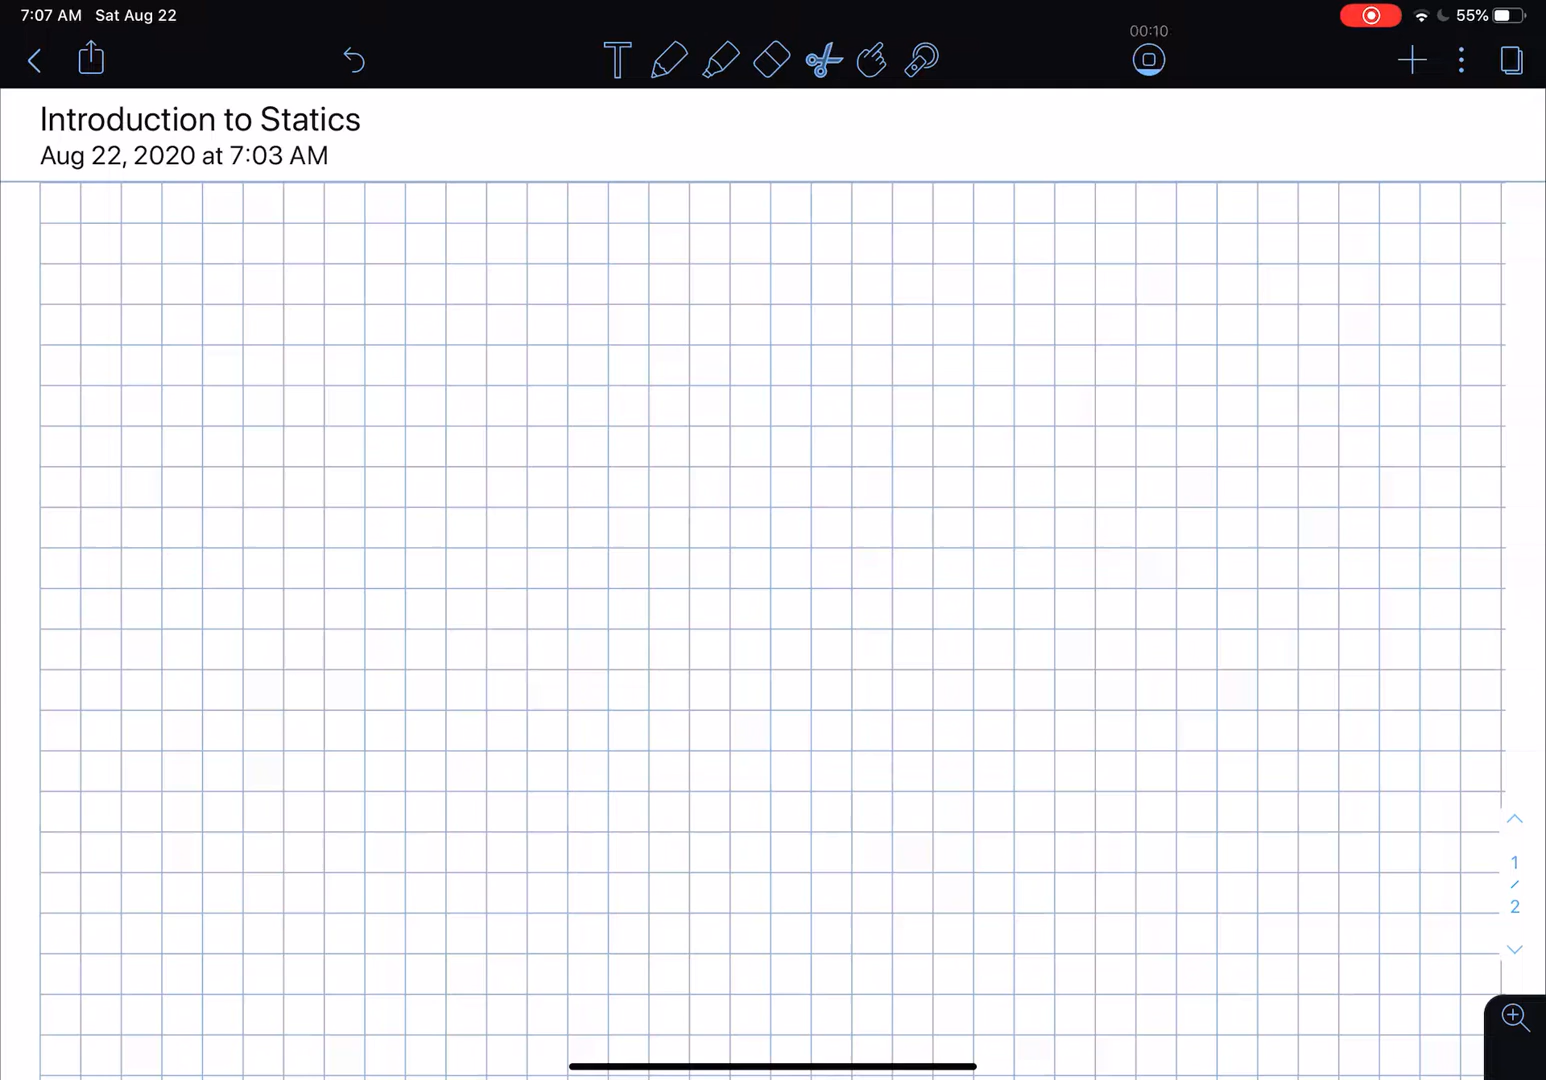 7:07 AM Sat Aug 22
55%
00:10
Introduction to Statics
Aug 22, 2020 at 7:03 AM
1
/
2